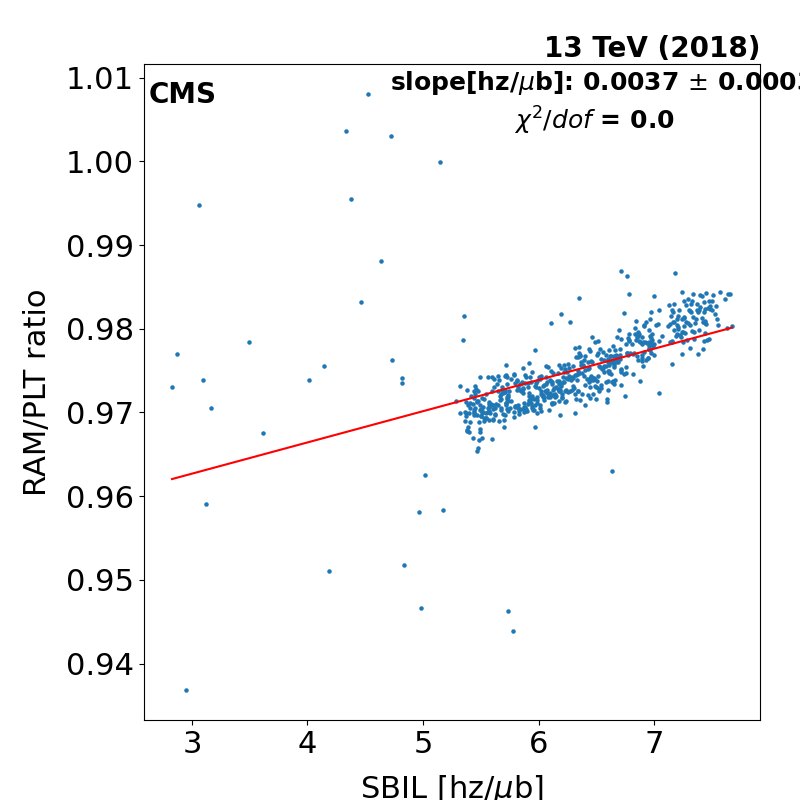 13 TeV (2018)
CMS
slope[hz/μb]: 0.0037 ± 0.0003
χ²/dof = 0.0
RAM/PLT ratio
1.01
1.00
0.99
0.98
0.97
0.96
0.95
0.94
3 4 5 6 7
SBIL [hz/μb]